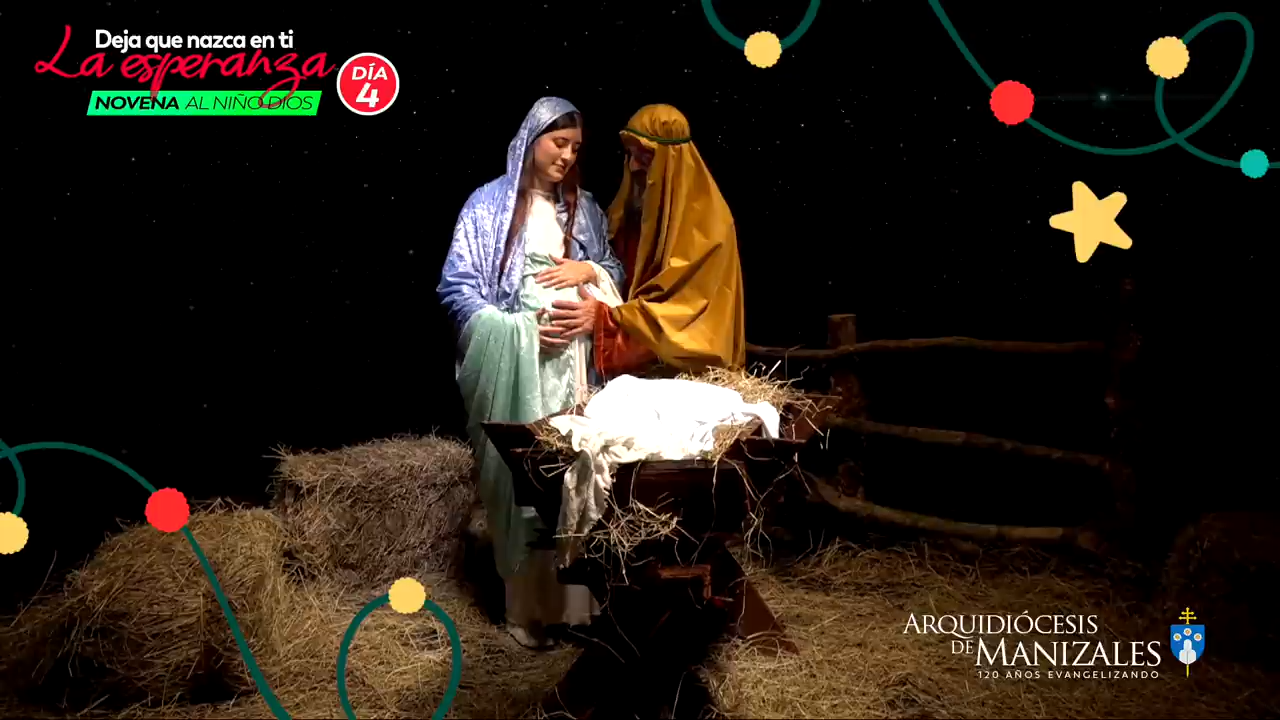 Deja que nazca en ti
La esperanza
NOVENA AL NIÑO DIOS
DÍA
4
ARQUIDIÓCESIS
DE MANIZALES
120 AÑOS EVANGELIZANDO